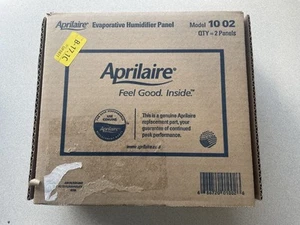 Aprilaire® Evaporative Humidifier Panel
Model 10 02
QTY = 2 Panels
Aprilaire®
Feel Good. Inside.™
This is a genuine Aprilaire
replacement part, your
guarantee of continued
peak performance.